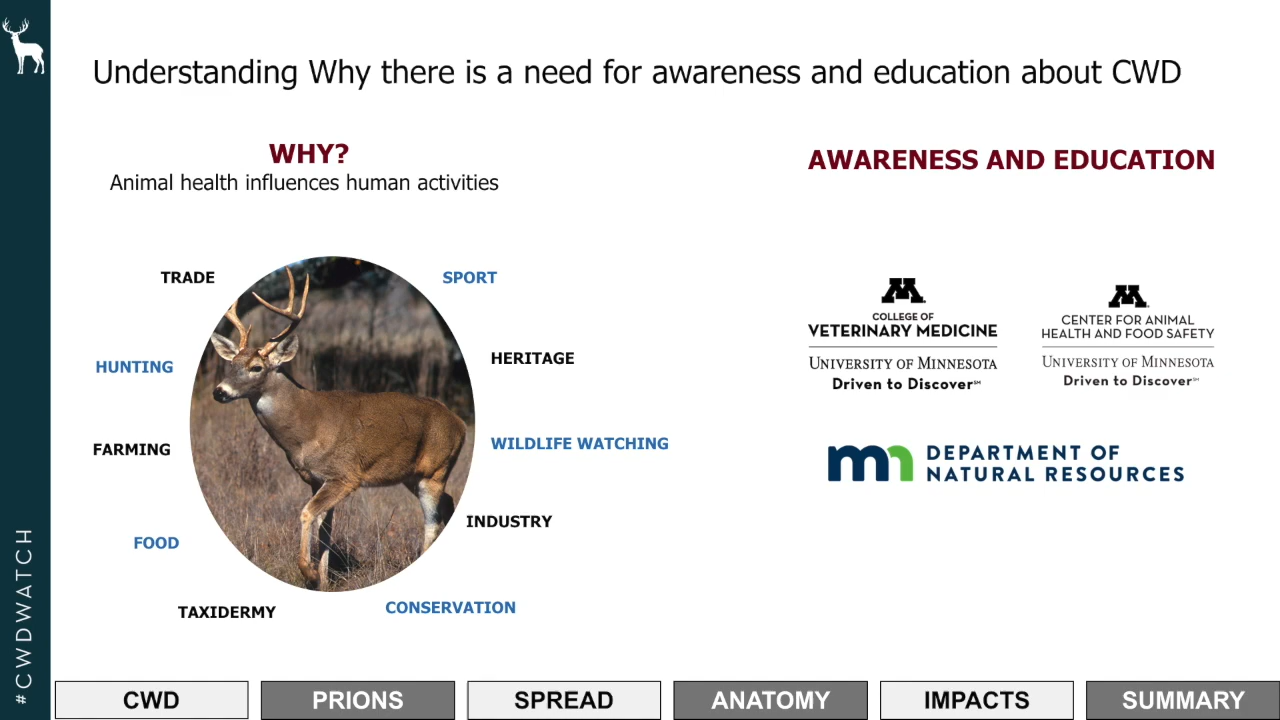 Understanding Why there is a need for awareness and education about CWD
WHY?
Animal health influences human activities
TRADE
SPORT
HUNTING
HERITAGE
FARMING
WILDLIFE WATCHING
INDUSTRY
FOOD
TAXIDERMY
CONSERVATION
AWARENESS AND EDUCATION
M
COLLEGE OF
VETERINARY MEDICINE
UNIVERSITY OF MINNESOTA
Driven to Discover℠
M
CENTER FOR ANIMAL
HEALTH AND FOOD SAFETY
UNIVERSITY OF MINNESOTA
Driven to Discover℠
mn DEPARTMENT OF
NATURAL RESOURCES
#CWDWATCH
CWD
PRIONS
SPREAD
ANATOMY
IMPACTS
SUMMARY